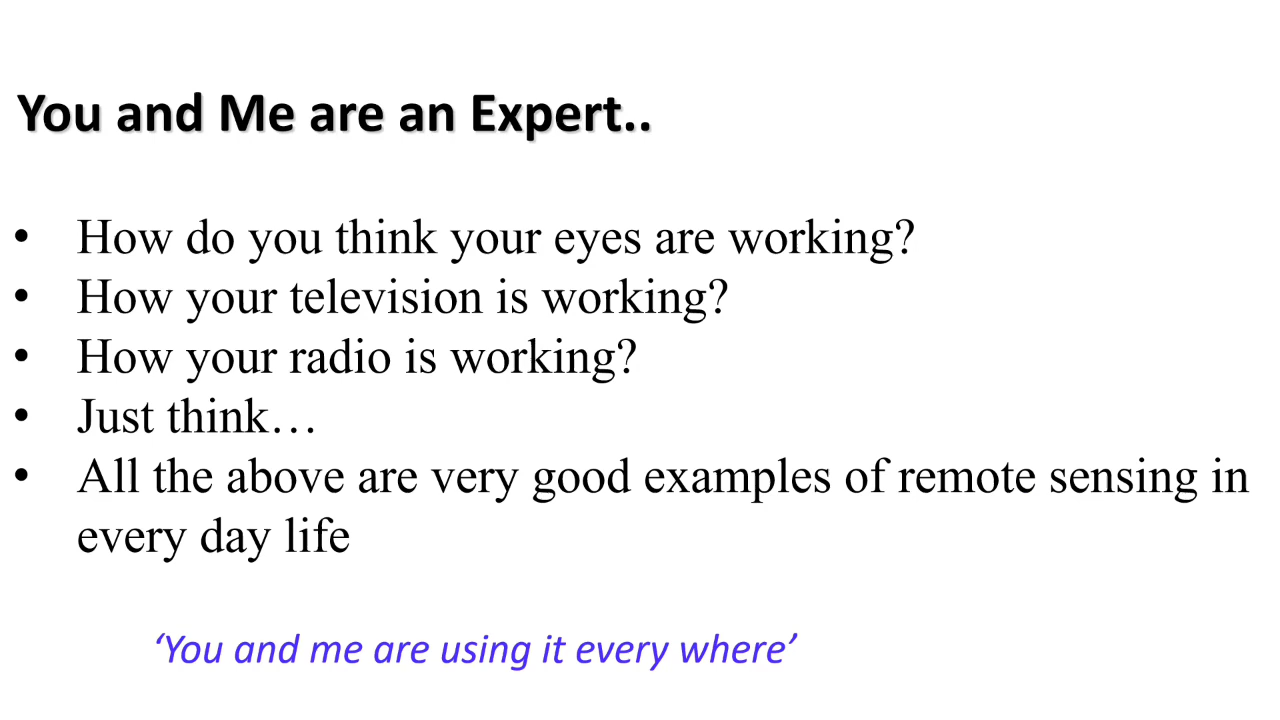 You and Me are an Expert..
• How do you think your eyes are working?
• How your television is working?
• How your radio is working?
• Just think…
• All the above are very good examples of remote sensing in
every day life
‘You and me are using it every where’